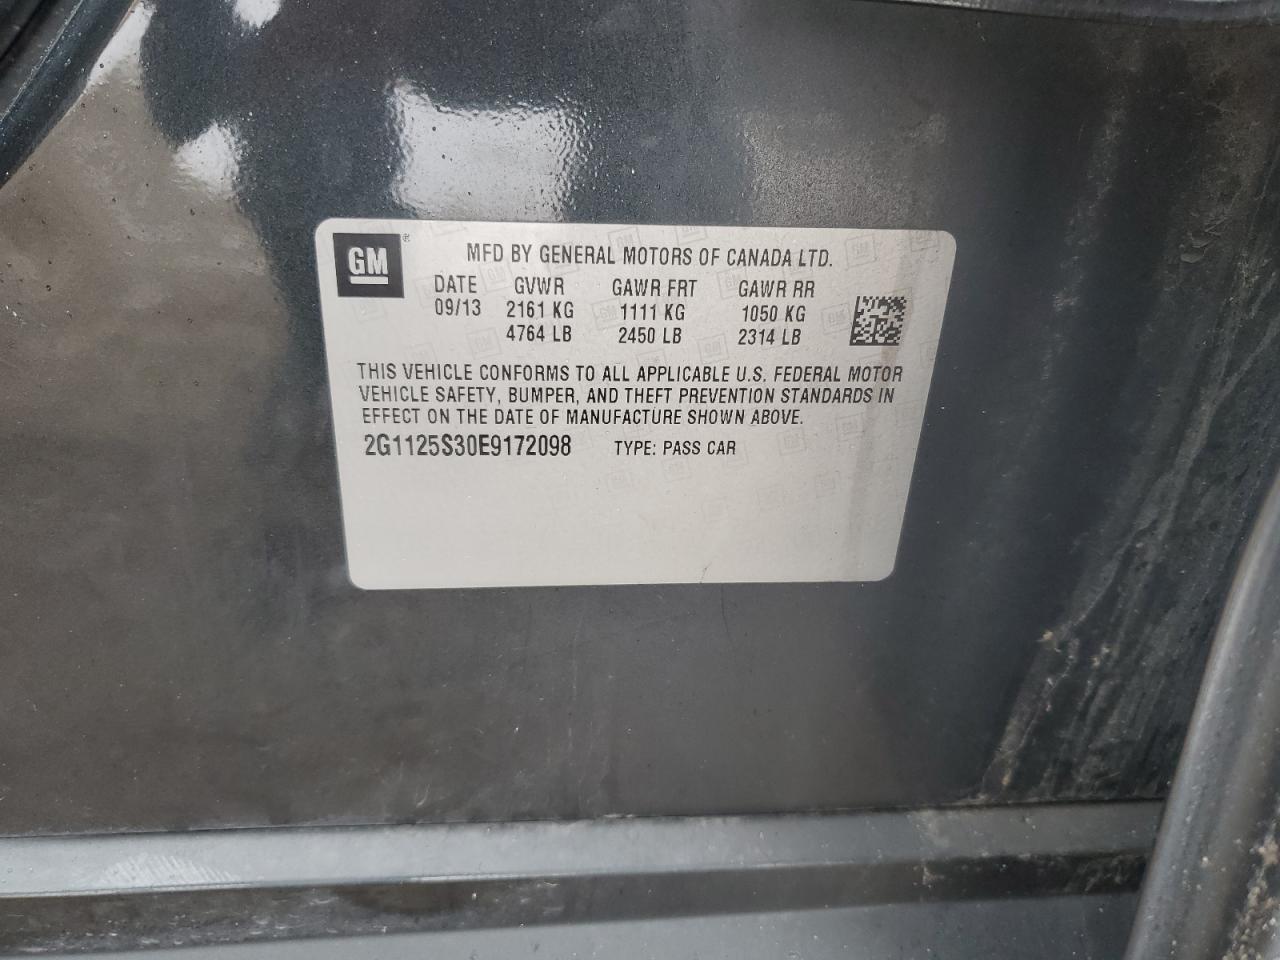 GM®
MFD BY GENERAL MOTORS OF CANADA LTD.
DATE GVWR GAWR FRT GAWR RR
09/13 2161 KG 1111 KG 1050 KG
4764 LB 2450 LB 2314 LB
THIS VEHICLE CONFORMS TO ALL APPLICABLE U.S. FEDERAL MOTOR
VEHICLE SAFETY, BUMPER, AND THEFT PREVENTION STANDARDS IN
EFFECT ON THE DATE OF MANUFACTURE SHOWN ABOVE.
2G1125S30E9172098 TYPE: PASS CAR